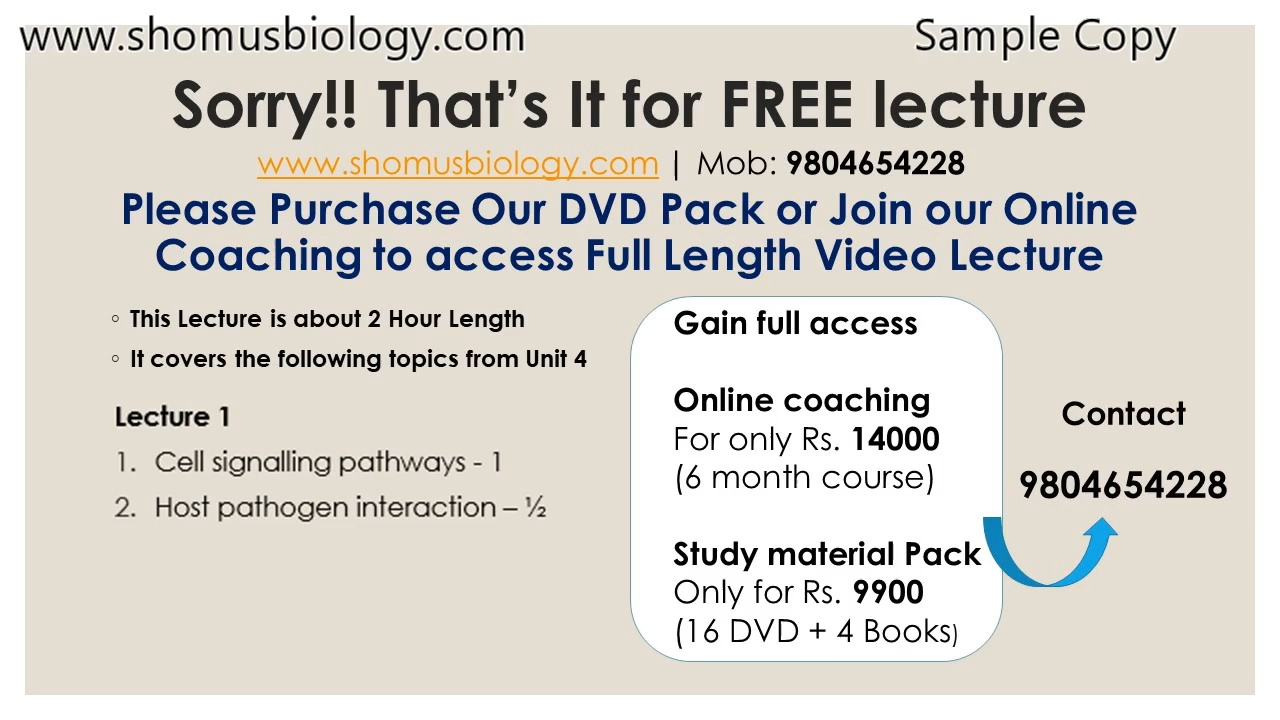 www.shomusbiology.com
Sample Copy
Sorry!! That’s It for FREE lecture
www.shomusbiology.com | Mob: 9804654228
Please Purchase Our DVD Pack or Join our Online
Coaching to access Full Length Video Lecture
◦ This Lecture is about 2 Hour Length
◦ It covers the following topics from Unit 4
Lecture 1
1. Cell signalling pathways - 1
2. Host pathogen interaction – ½
Gain full access
Online coaching
For only Rs. 14000
(6 month course)
Study material Pack
Only for Rs. 9900
(16 DVD + 4 Books)
Contact
9804654228